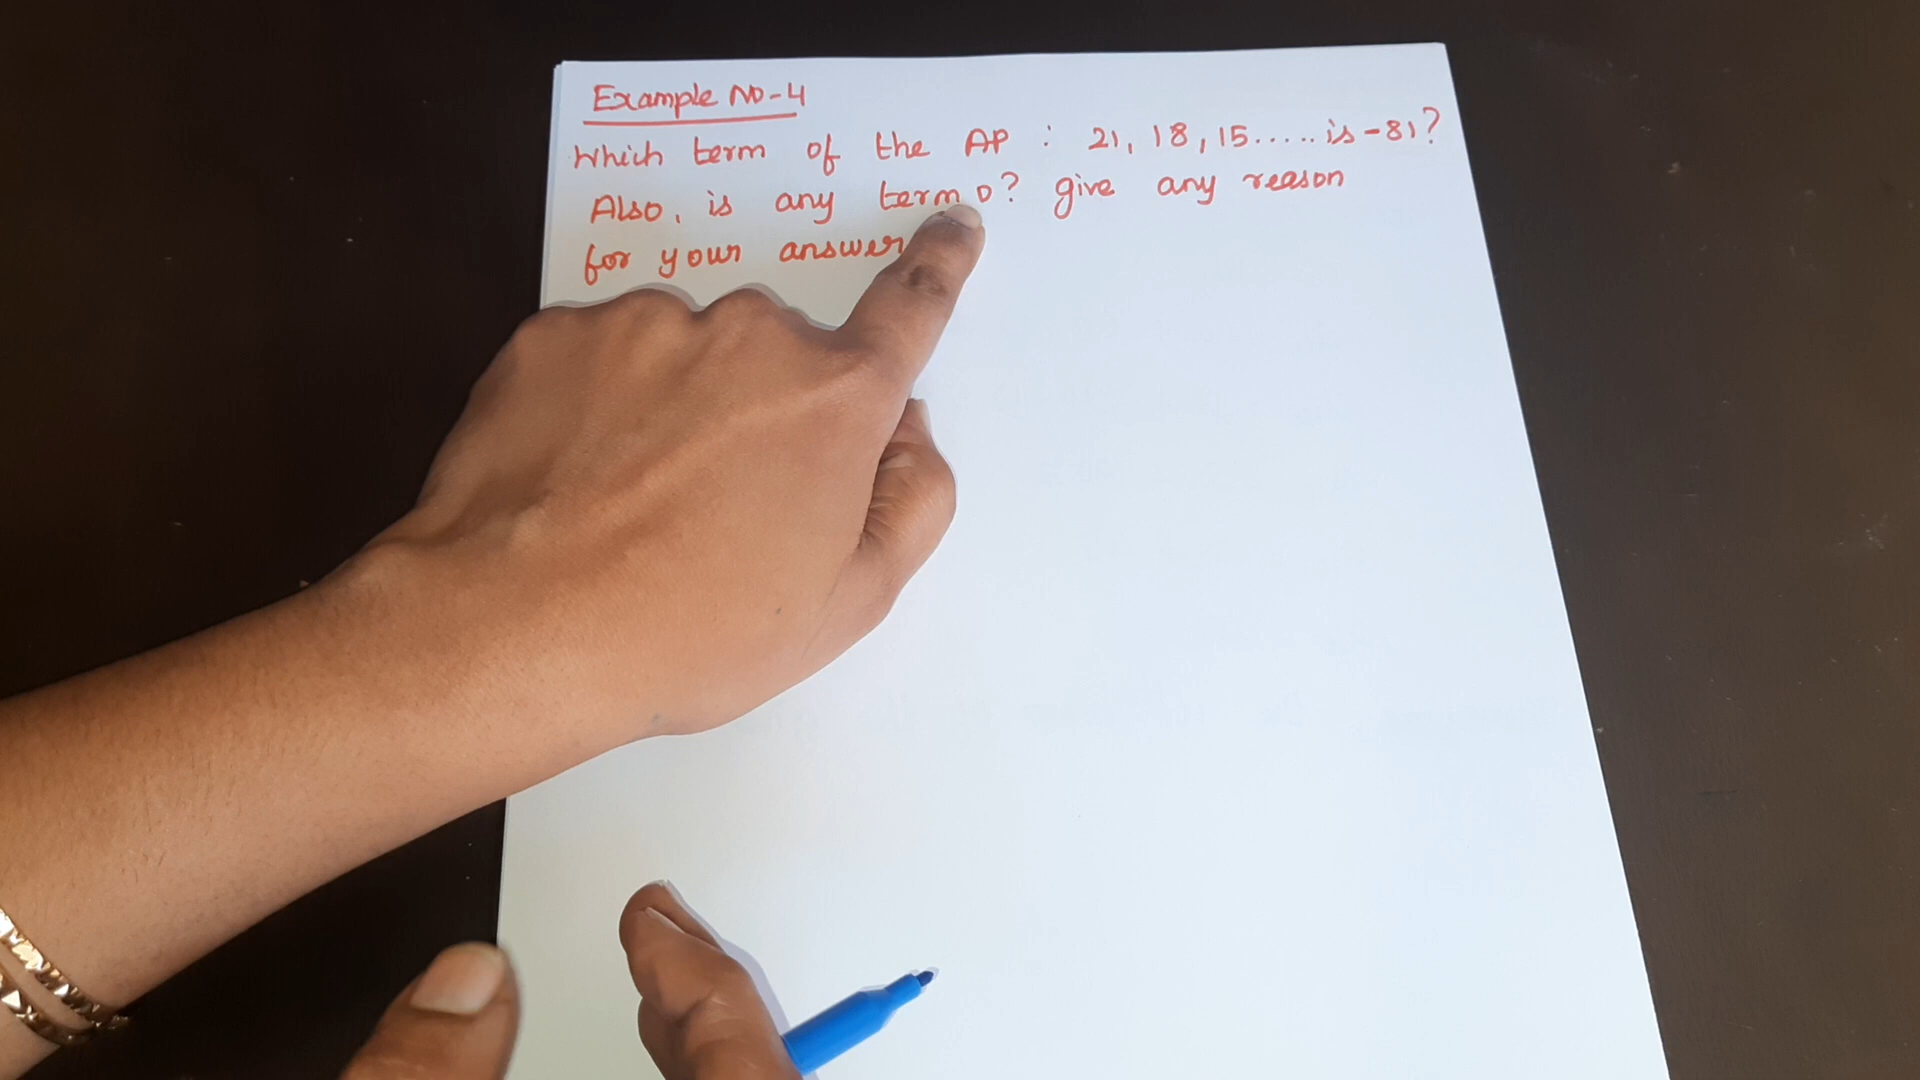 Example NO-4
Which term of the AP : 21, 18, 15..... is -81?
Also, is any term 0? give any reason
for your answer